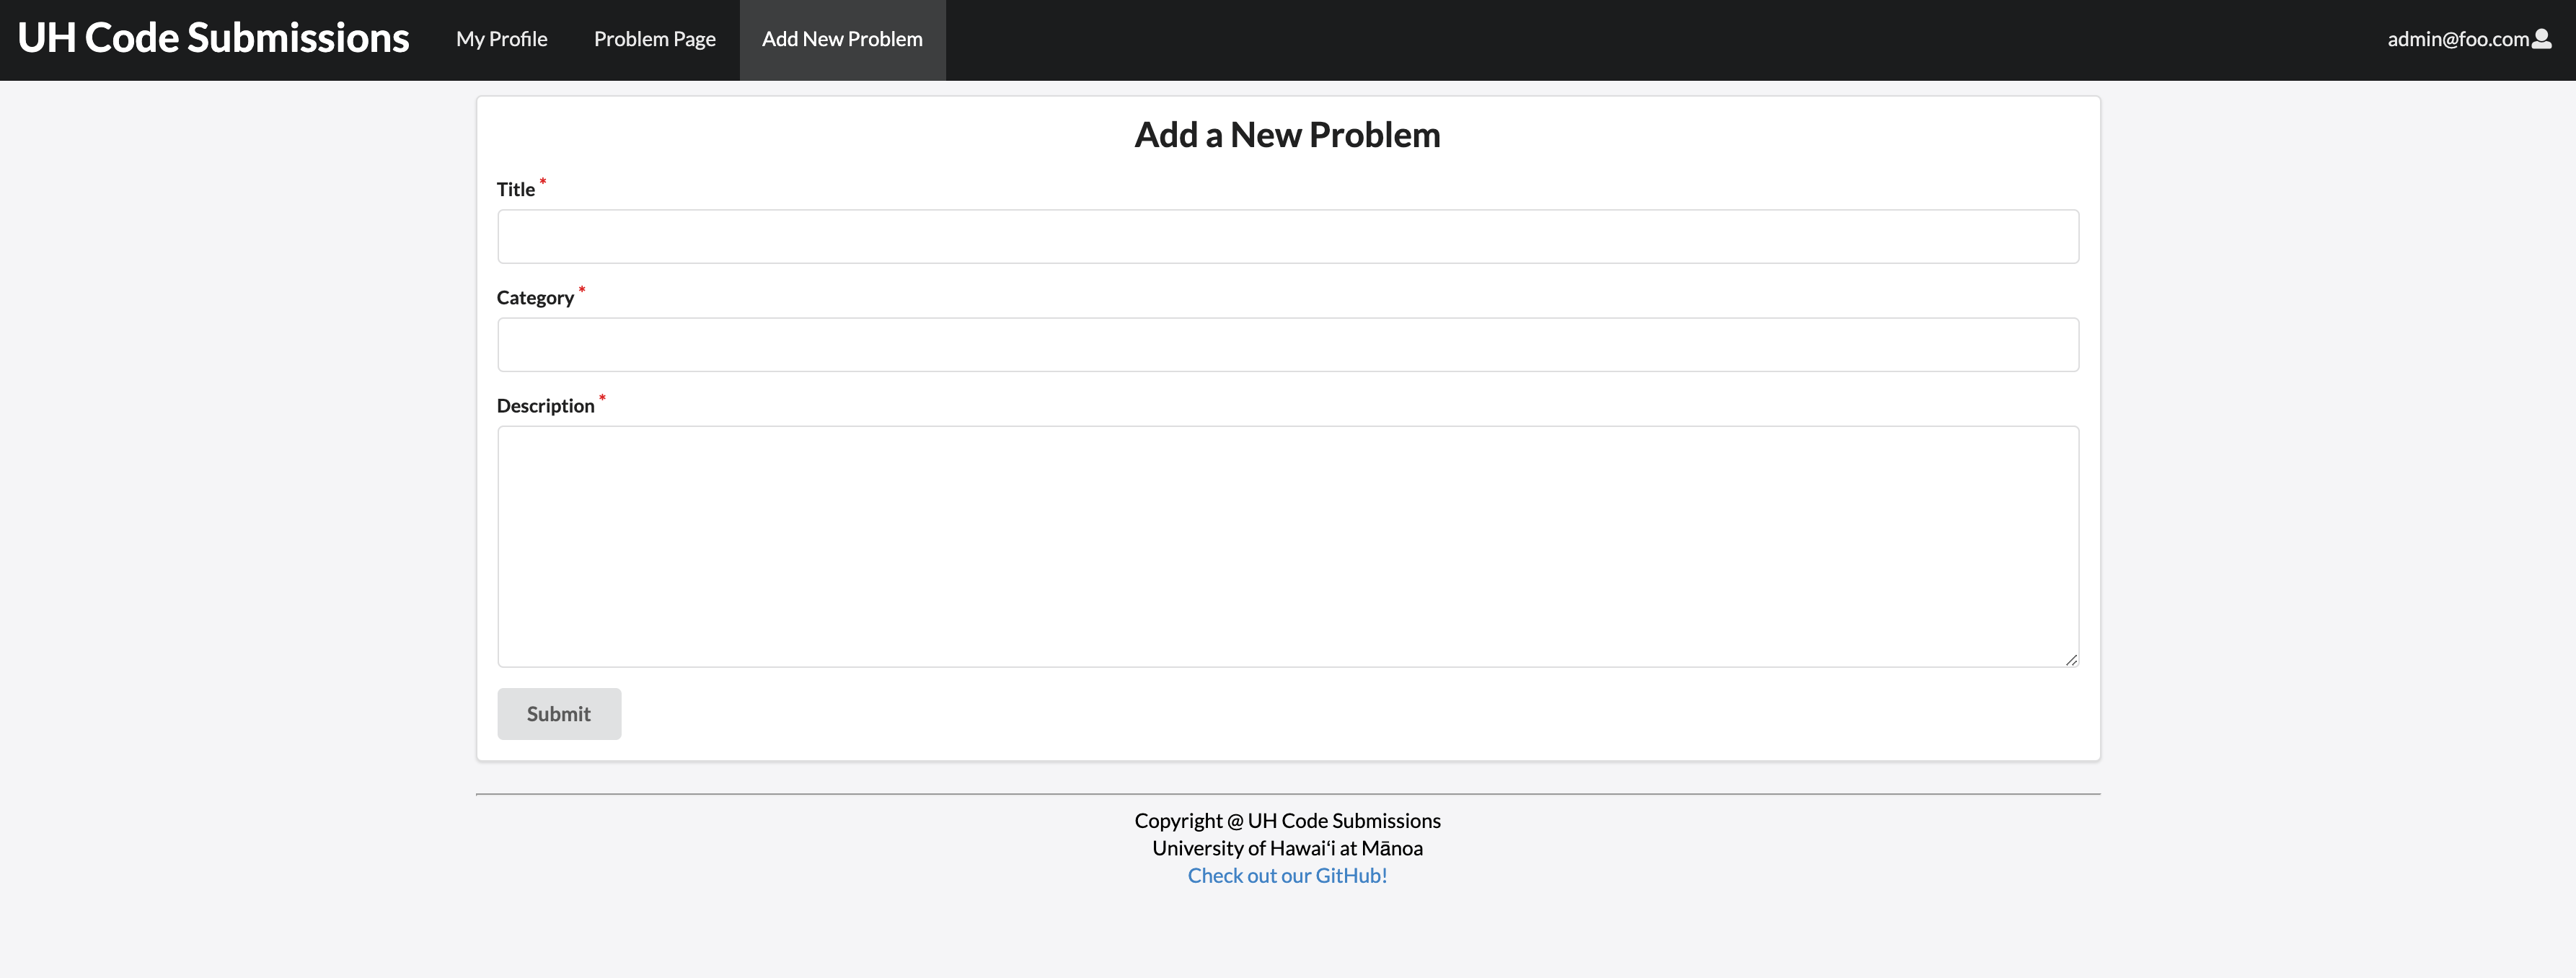 UH Code Submissions My Profile Problem Page Add New Problem admin@foo.com
Add a New Problem
Title *
Category *
Description *
Submit
Copyright @ UH Code Submissions
University of Hawaiʻi at Mānoa
Check out our GitHub!